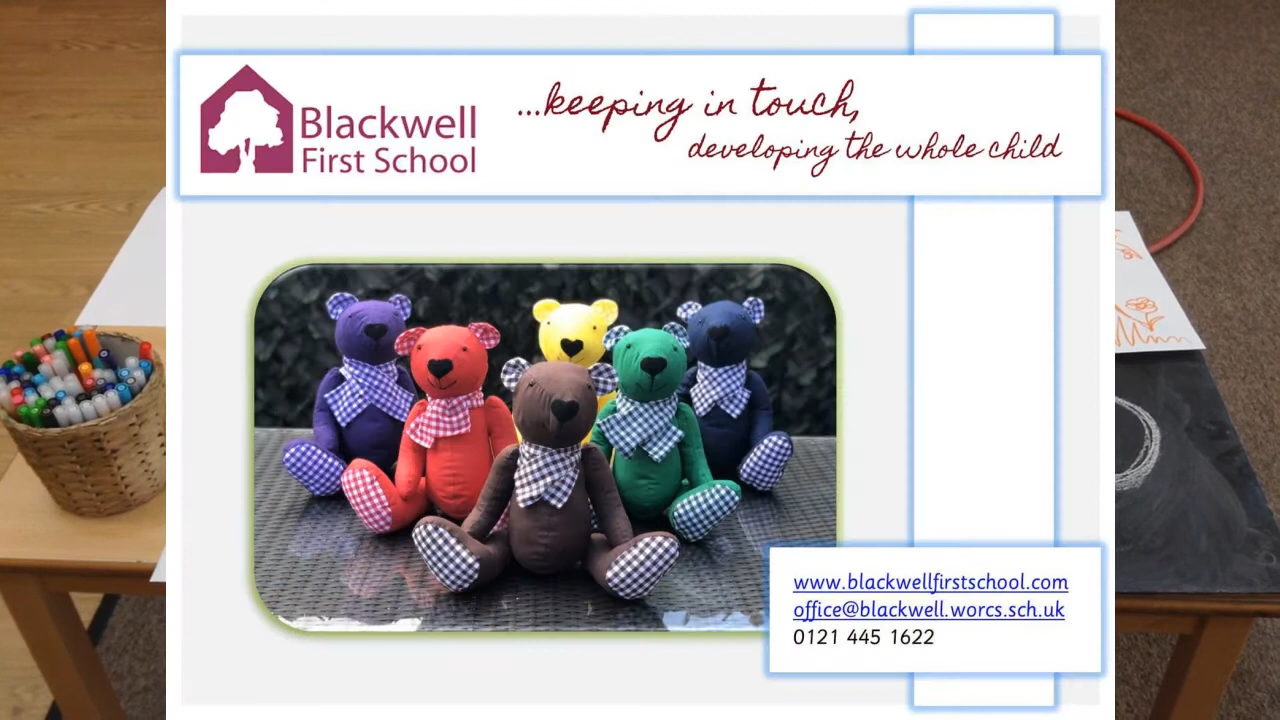 Blackwell
First School
...keeping in touch,
developing the whole child
www.blackwellfirstschool.com
office@blackwell.worcs.sch.uk
0121 445 1622